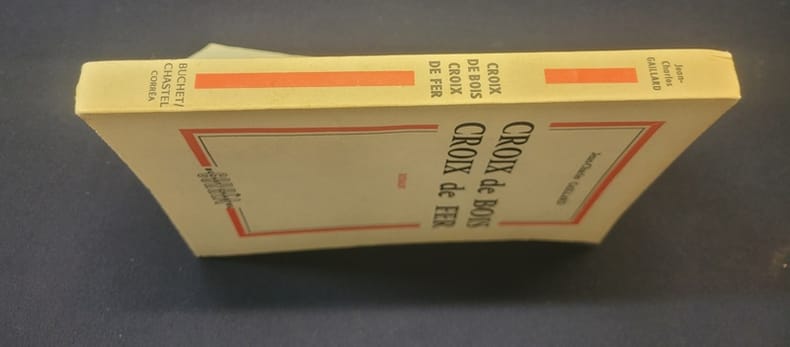 Jean-
Charles
GAILLARD
CROIX
DE BOIS
CROIX
DE FER
BUCHET/
CHASTEL
CORRÊA
Jean-Charles GAILLARD
CROIX de BOIS
CROIX de FER